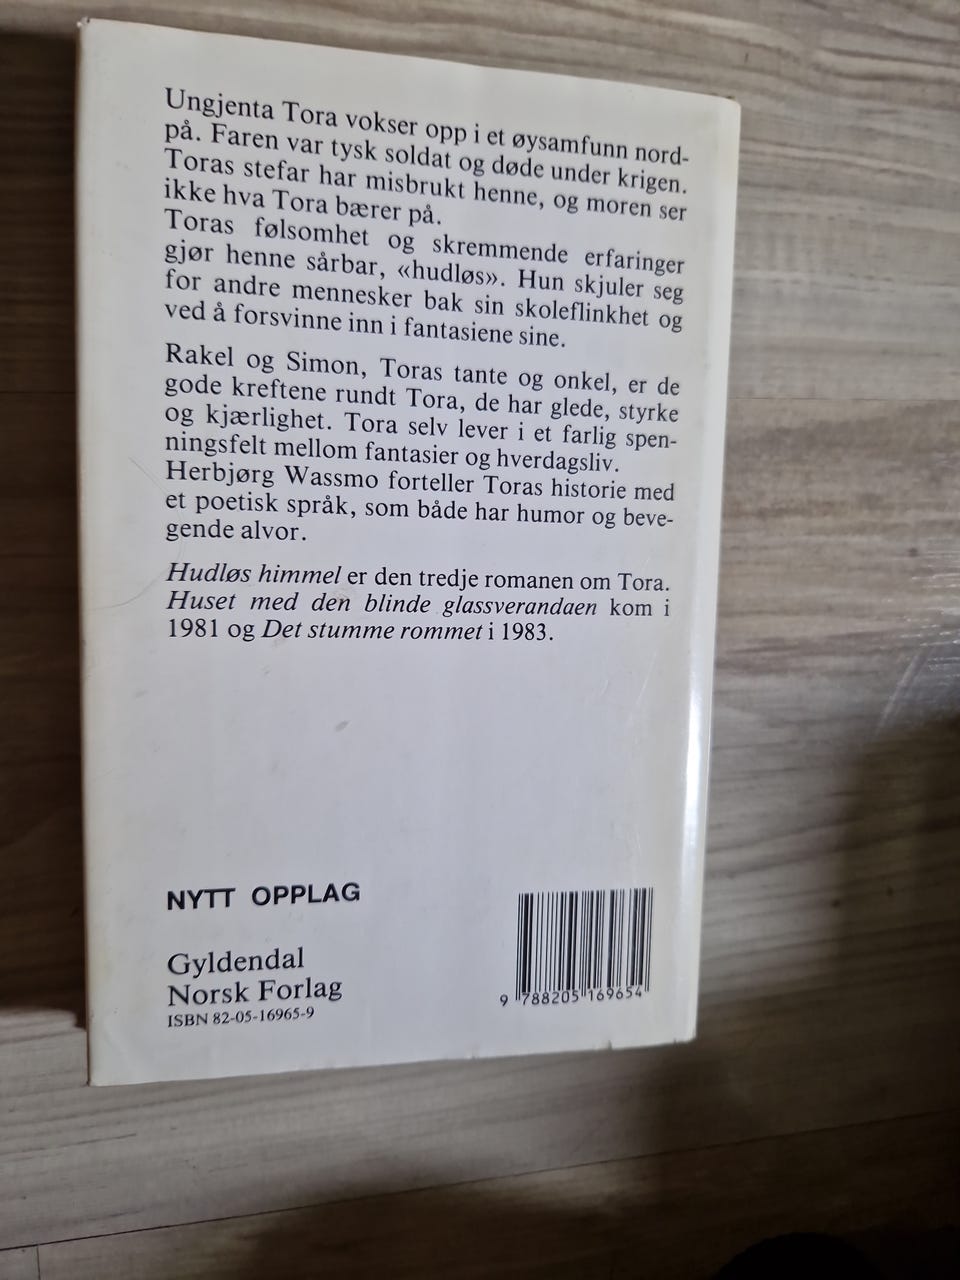 Ungjenta Tora vokser opp i et øysamfunn nord-
på. Faren var tysk soldat og døde under krigen.
Toras stefar har misbrukt henne, og moren ser
ikke hva Tora bærer på.
Toras følsomhet og skremmende erfaringer
gjør henne sårbar, «hudløs». Hun skjuler seg
for andre mennesker bak sin skoleflinkhet og
ved å forsvinne inn i fantasiene sine.
Rakel og Simon, Toras tante og onkel, er de
gode kreftene rundt Tora, de har glede, styrke
og kjærlighet. Tora selv lever i et farlig spen-
ningsfelt mellom fantasier og hverdagsliv.
Herbjørg Wassmo forteller Toras historie med
et poetisk språk, som både har humor og beve-
gende alvor.
Hudløs himmel er den tredje romanen om Tora.
Huset med den blinde glassverandaen kom i
1981 og Det stumme rommet i 1983.
NYTT OPPLAG
Gyldendal
Norsk Forlag
ISBN 82-05-16965-9
9 788205 169654